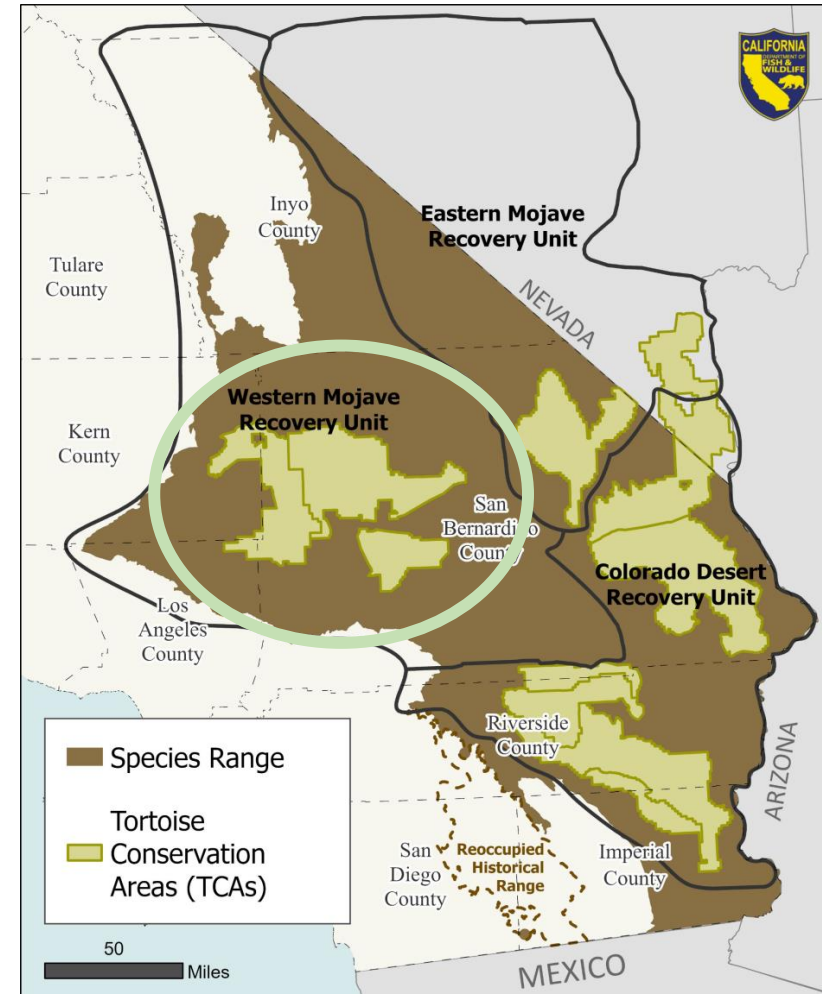 CALIFORNIA
DEPARTMENT OF
FISH &
WILDLIFE
Inyo
County
Eastern Mojave
Recovery Unit
Tulare
County
NEVADA
Western Mojave
Recovery Unit
Kern
County
San
Bernardino
County
Colorado Desert
Recovery Unit
Los
Angeles
County
Riverside
County
ARIZONA
Species Range
Tortoise
Conservation
Areas (TCAs)
San
Diego
County
Reoccupied
Historical
Range
Imperial
County
50
Miles
MEXICO